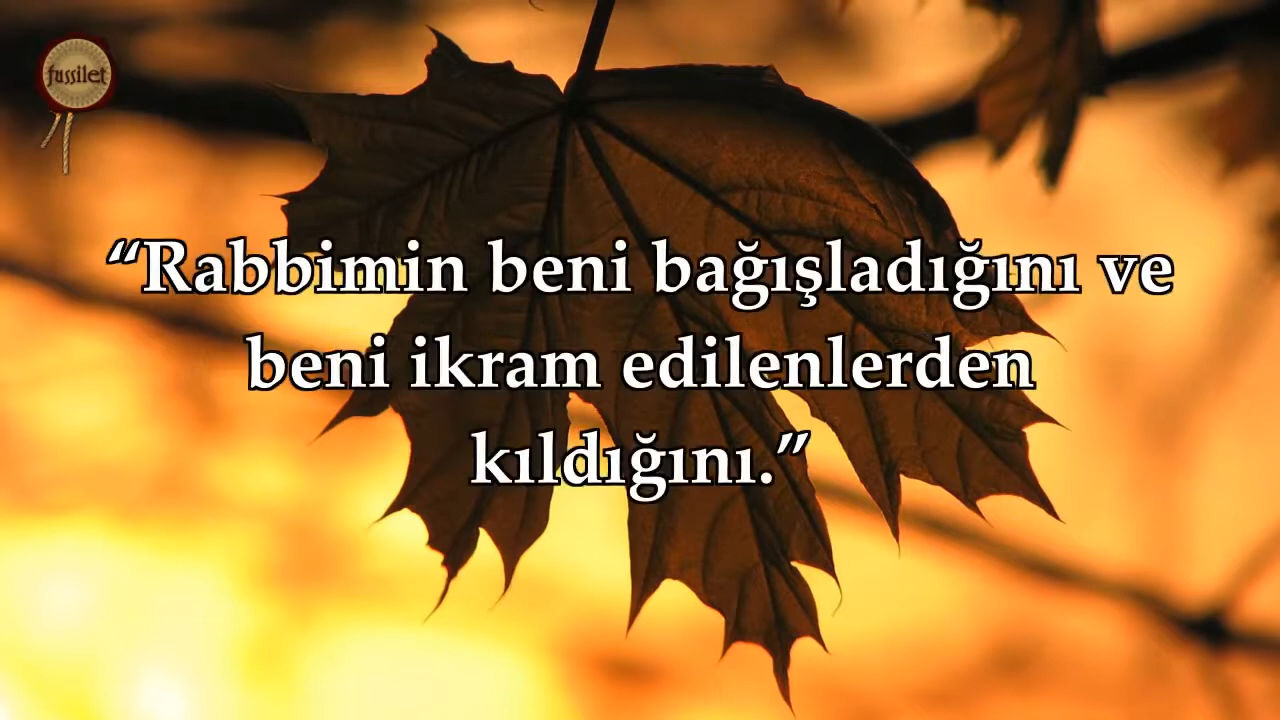 fussilet
“Rabbimin beni bağışladığını ve
beni ikram edilenlerden
kıldığını.”